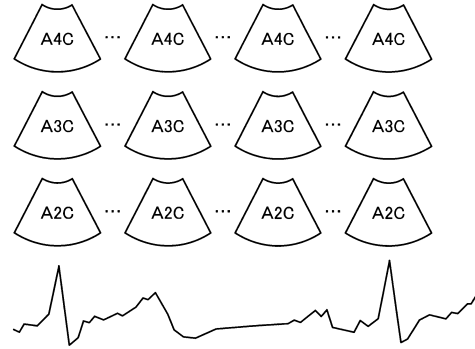 A4C ... A4C ... A4C ... A4C
A3C ... A3C ... A3C ... A3C
A2C ... A2C ... A2C ... A2C